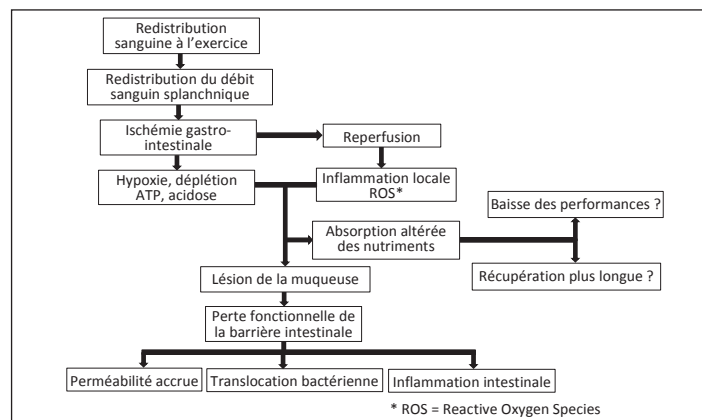 Redistribution
sanguine à l’exercice
Redistribution du débit
sanguin splanchnique
Ischémie gastro-
intestinale
Reperfusion
Hypoxie, déplétion
ATP, acidose
Inflammation locale
ROS*
Baisse des performances ?
Absorption altérée
des nutriments
Récupération plus longue ?
Lésion de la muqueuse
Perte fonctionnelle de
la barrière intestinale
Perméabilité accrue
Translocation bactérienne
Inflammation intestinale
* ROS = Reactive Oxygen Species